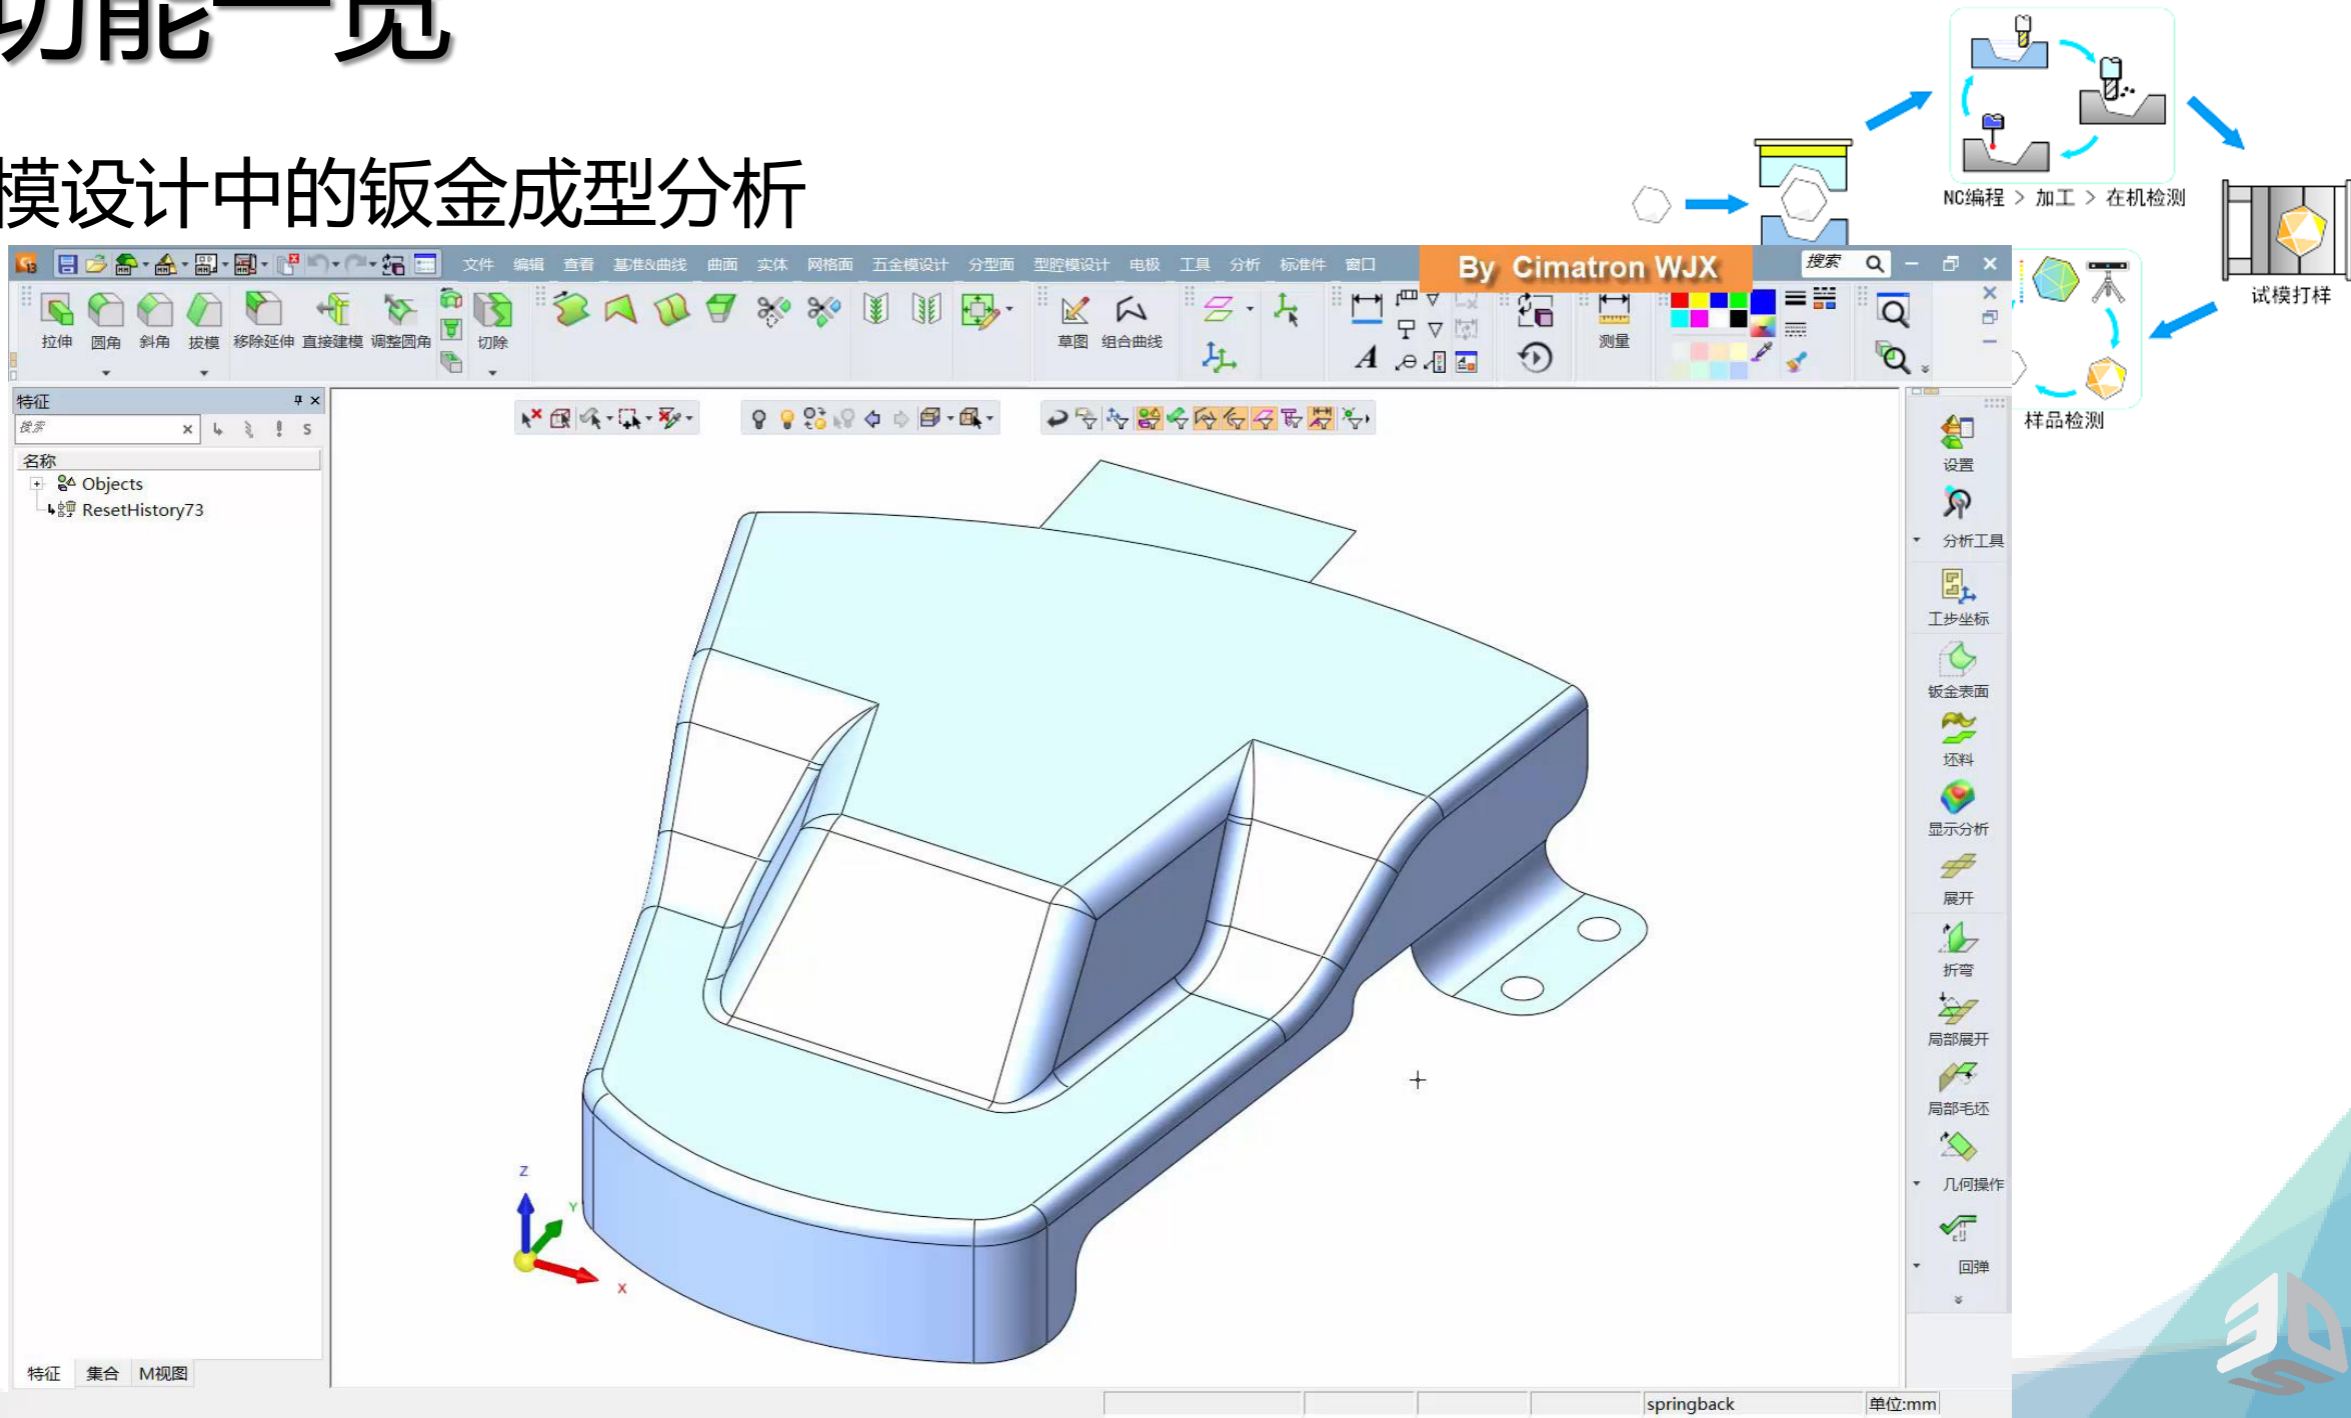 功能一览
模设计中的钣金成型分析
NC编程 > 加工 > 在机检测
试模打样
样品检测
文件 编辑 查看 基准&曲线 曲面 实体 网格面 五金模设计 分型面 型腔模设计 电极 工具 分析 标准件 窗口
By Cimatron WJX
搜索
拉伸 圆角 斜角 拔模 移除延伸 直接建模 调整圆角 切除 草图 组合曲线 A 测量
特征
搜索
S
名称
Objects
ResetHistory73
设置
分析工具
工步坐标
钣金表面
坯料
显示分析
展开
折弯
局部展开
局部毛坯
几何操作
回弹
Z
Y
X
特征 集合 M视图
springback 单位:mm
3DS